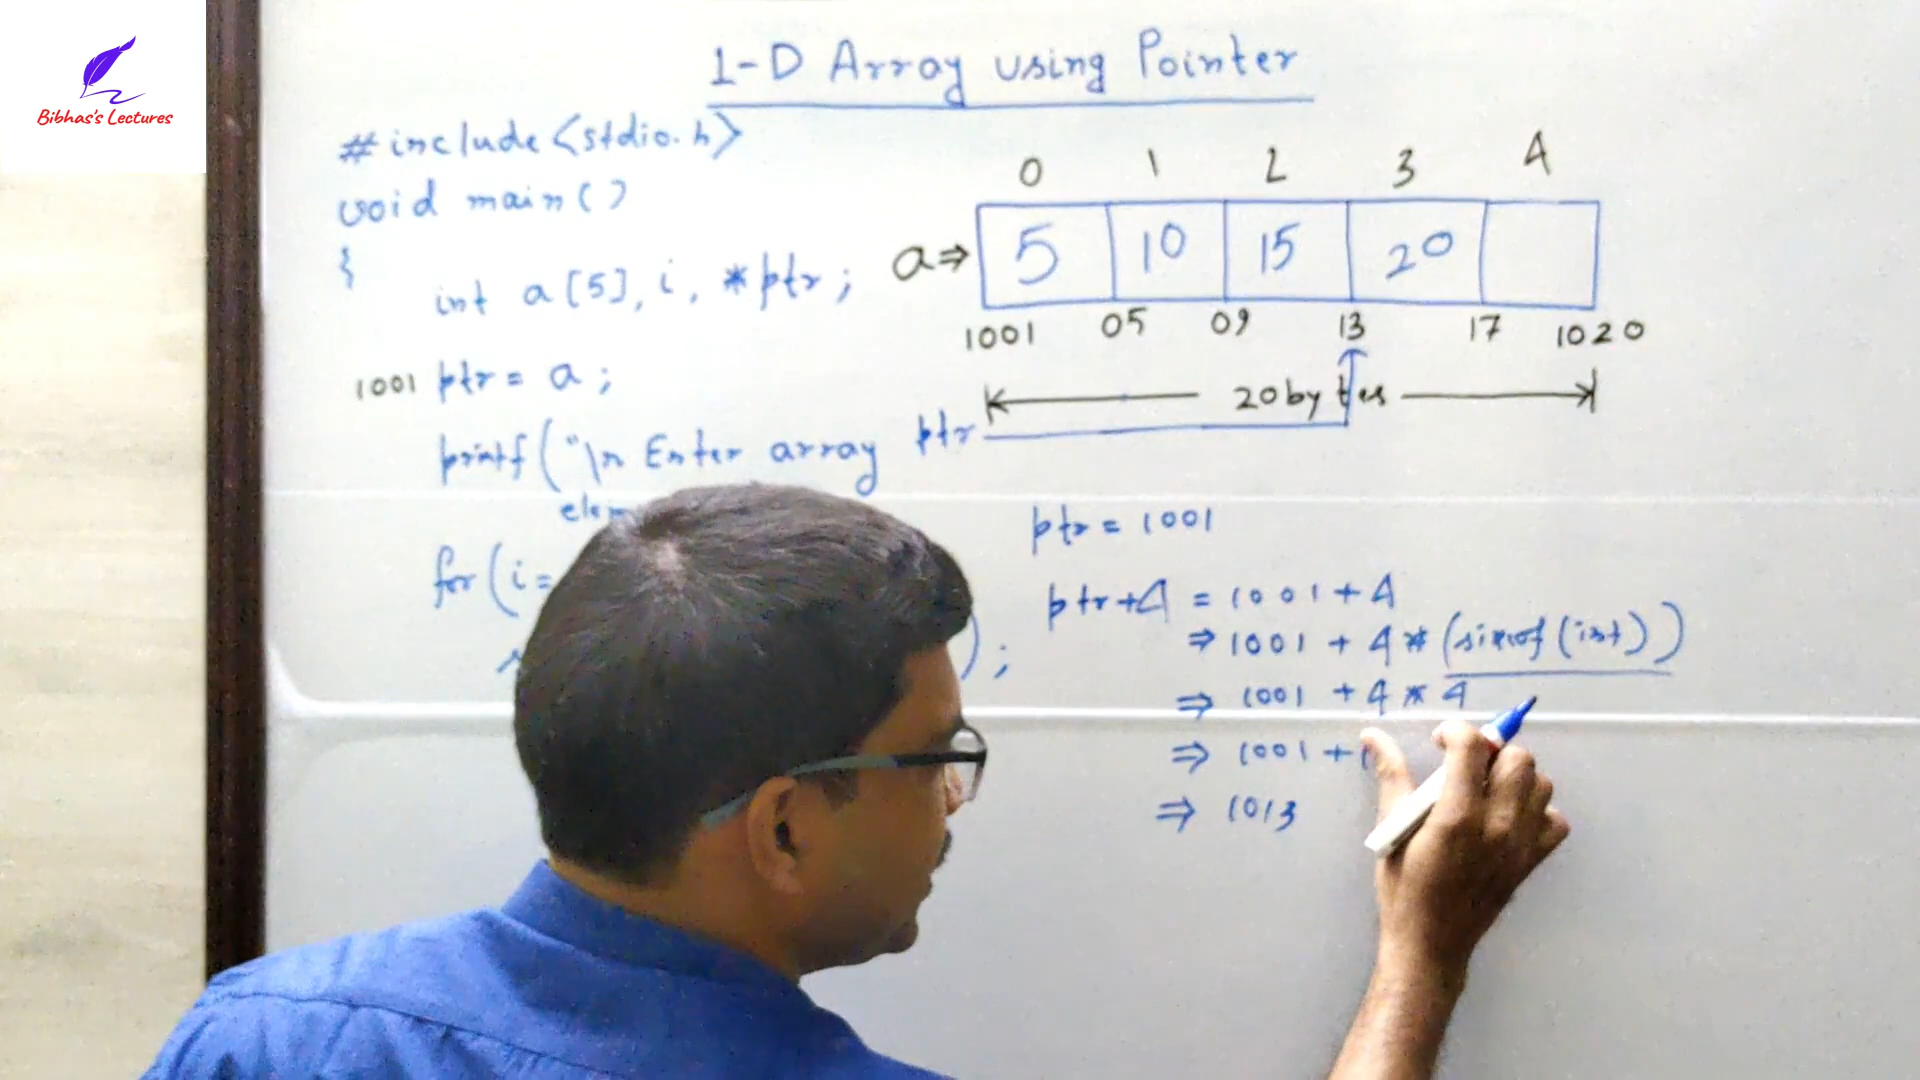 Bibhas's Lectures
1-D Array using Pointer
#include<stdio.h>
void main()
{
int a[5], i, *ptr;
1001 ptr = a;
printf("\n Enter array
for(i=
);
0 1 2 3 4
a⇒ 5 10 15 20
1001 05 09 13 17 1020
20 bytes
ptr
ptr = 1001
ptr+4 = 1001+4
⇒ 1001 + 4*(sizeof(int))
⇒ 1001 + 4*4
⇒ 1001 +1
⇒ 1013